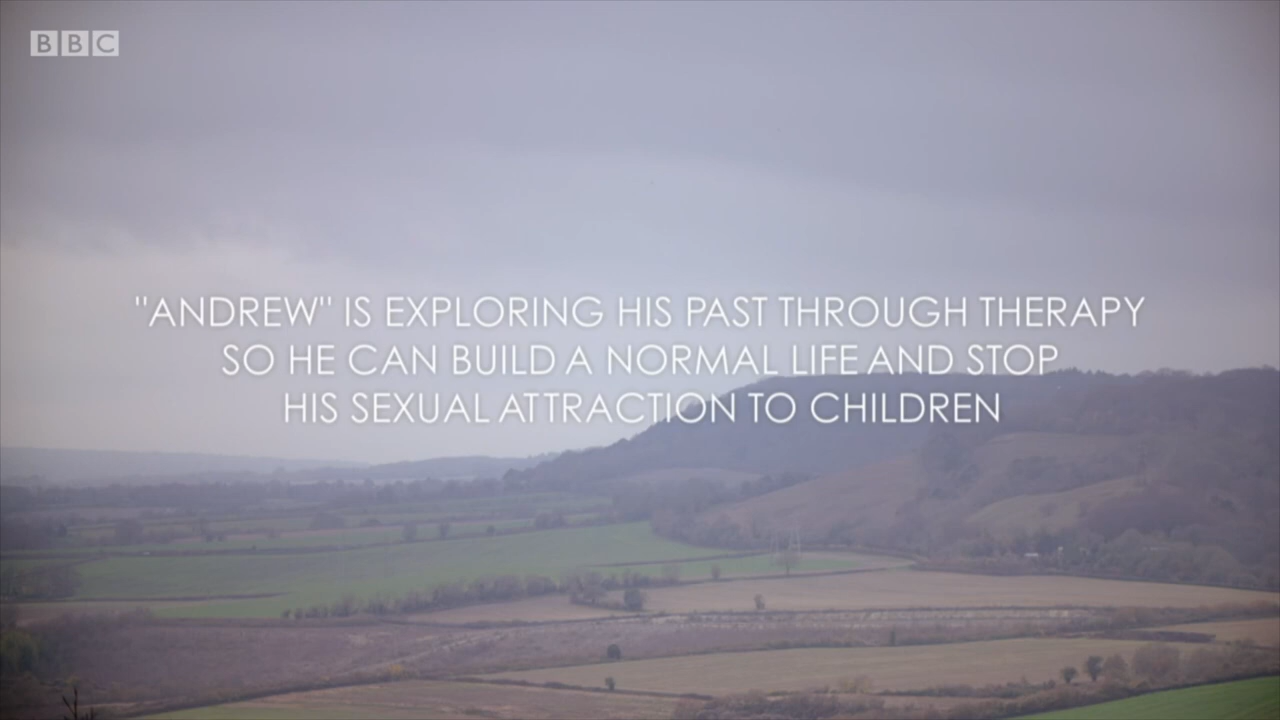 BBC
"ANDREW" IS EXPLORING HIS PAST THROUGH THERAPY
SO HE CAN BUILD A NORMAL LIFE AND STOP
HIS SEXUAL ATTRACTION TO CHILDREN